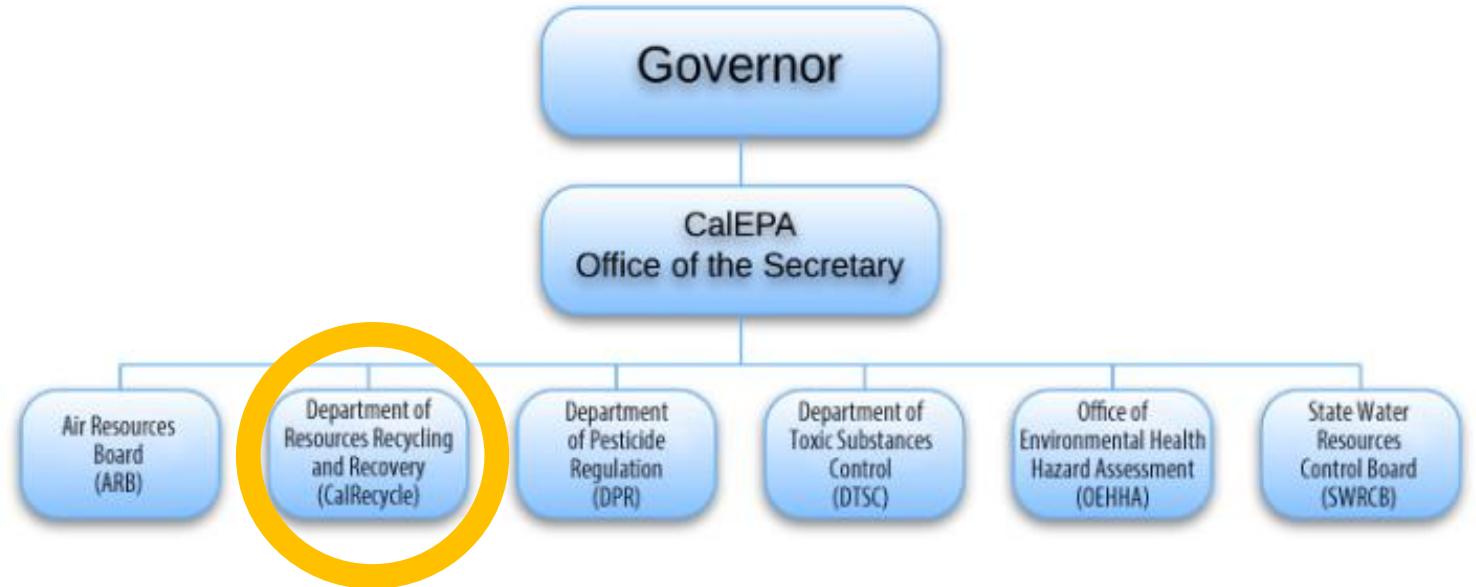 Governor
CalEPA
Office of the Secretary
Air Resources
Board
(ARB)
Department of
Resources Recycling
and Recovery
(CalRecycle)
Department
of Pesticide
Regulation
(DPR)
Department of
Toxic Substances
Control
(DTSC)
Office of
Environmental Health
Hazard Assessment
(OEHHA)
State Water
Resources
Control Board
(SWRCB)